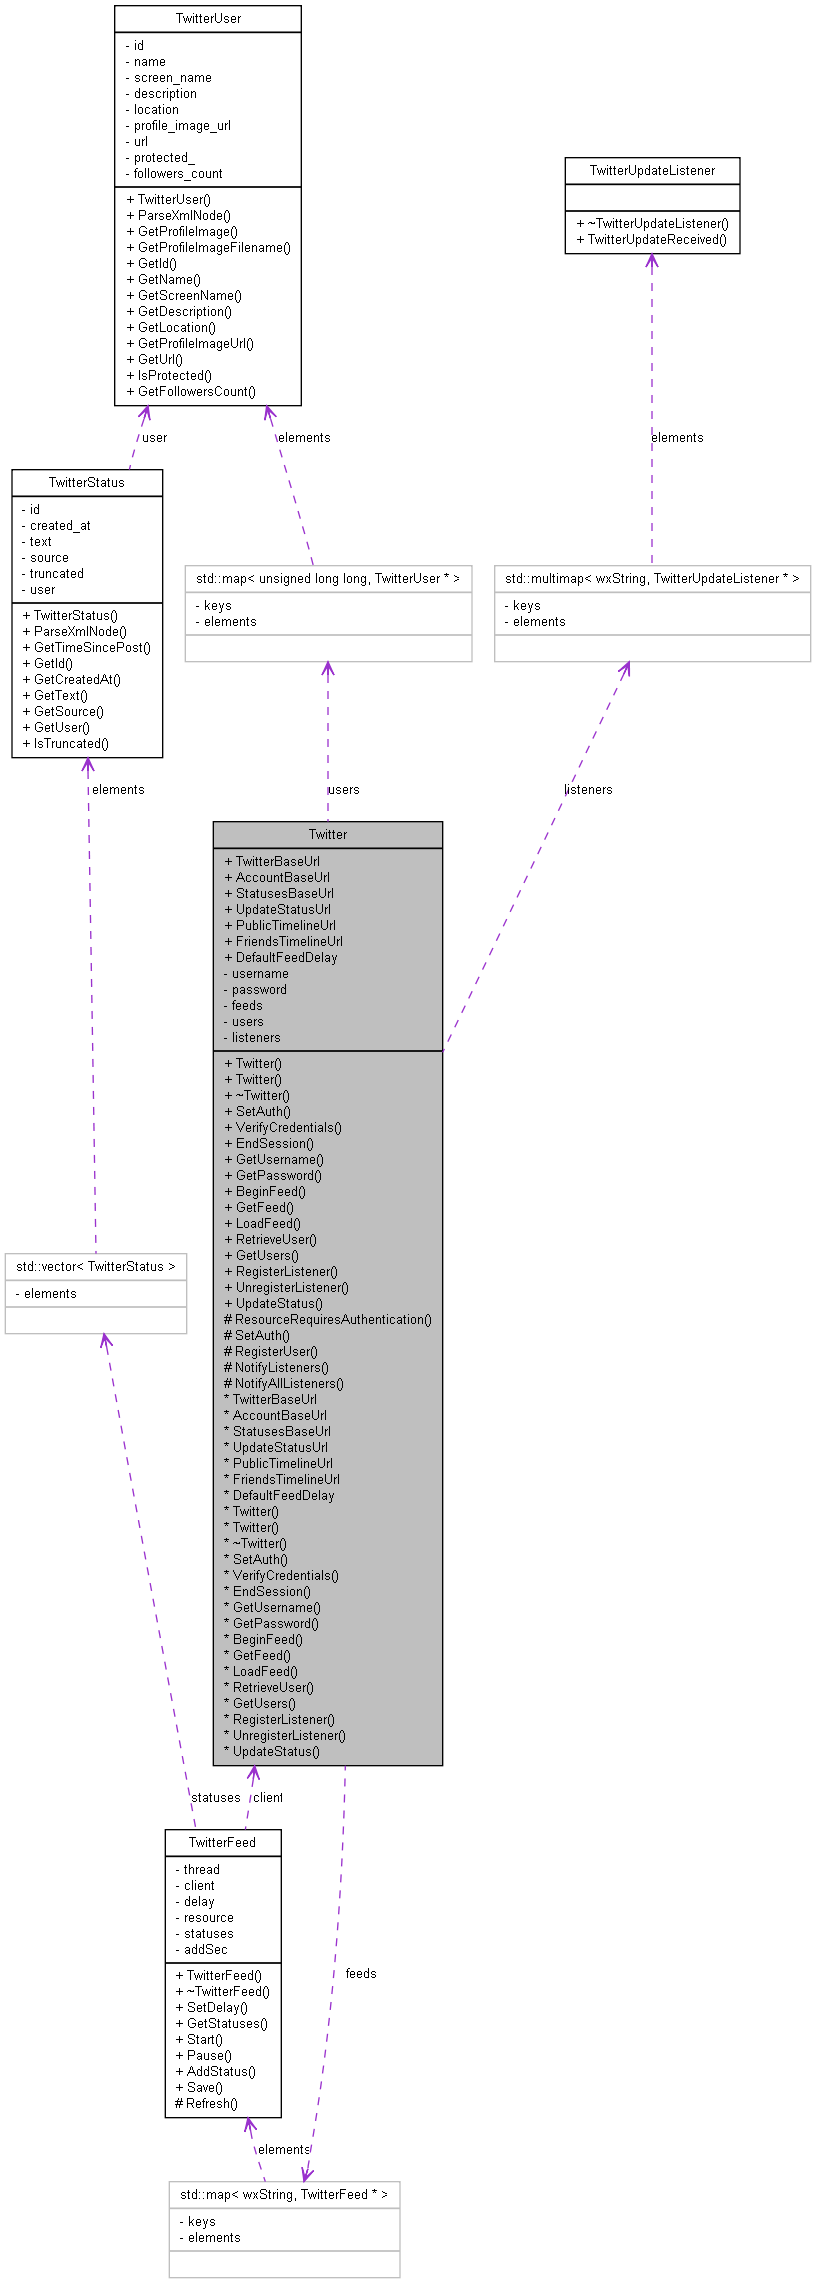 TwitterUser
- id
- name
- screen_name
- description
- location
- profile_image_url
- url
- protected_
- followers_count
+ TwitterUser()
+ ParseXmlNode()
+ GetProfileImage()
+ GetProfileImageFilename()
+ GetId()
+ GetName()
+ GetScreenName()
+ GetDescription()
+ GetLocation()
+ GetProfileImageUrl()
+ GetUrl()
+ IsProtected()
+ GetFollowersCount()
TwitterUpdateListener
+ ~TwitterUpdateListener()
+ TwitterUpdateReceived()
user
elements
elements
TwitterStatus
- id
- created_at
- text
- source
- truncated
- user
+ TwitterStatus()
+ ParseXmlNode()
+ GetTimeSincePost()
+ GetId()
+ GetCreatedAt()
+ GetText()
+ GetSource()
+ GetUser()
+ IsTruncated()
std::map< unsigned long long, TwitterUser * >
- keys
- elements
std::multimap< wxString, TwitterUpdateListener * >
- keys
- elements
elements
users
listeners
Twitter
+ TwitterBaseUrl
+ AccountBaseUrl
+ StatusesBaseUrl
+ UpdateStatusUrl
+ PublicTimelineUrl
+ FriendsTimelineUrl
+ DefaultFeedDelay
- username
- password
- feeds
- users
- listeners
+ Twitter()
+ Twitter()
+ ~Twitter()
+ SetAuth()
+ VerifyCredentials()
+ EndSession()
+ GetUsername()
+ GetPassword()
+ BeginFeed()
+ GetFeed()
+ LoadFeed()
+ RetrieveUser()
+ GetUsers()
+ RegisterListener()
+ UnregisterListener()
+ UpdateStatus()
# ResourceRequiresAuthentication()
# SetAuth()
# RegisterUser()
# NotifyListeners()
# NotifyAllListeners()
* TwitterBaseUrl
* AccountBaseUrl
* StatusesBaseUrl
* UpdateStatusUrl
* PublicTimelineUrl
* FriendsTimelineUrl
* DefaultFeedDelay
* Twitter()
* Twitter()
* ~Twitter()
* SetAuth()
* VerifyCredentials()
* EndSession()
* GetUsername()
* GetPassword()
* BeginFeed()
* GetFeed()
* LoadFeed()
* RetrieveUser()
* GetUsers()
* RegisterListener()
* UnregisterListener()
* UpdateStatus()
std::vector< TwitterStatus >
- elements
statuses
client
TwitterFeed
- thread
- client
- delay
- resource
- statuses
- addSec
+ TwitterFeed()
+ ~TwitterFeed()
+ SetDelay()
+ GetStatuses()
+ Start()
+ Pause()
+ AddStatus()
+ Save()
# Refresh()
feeds
elements
std::map< wxString, TwitterFeed * >
- keys
- elements